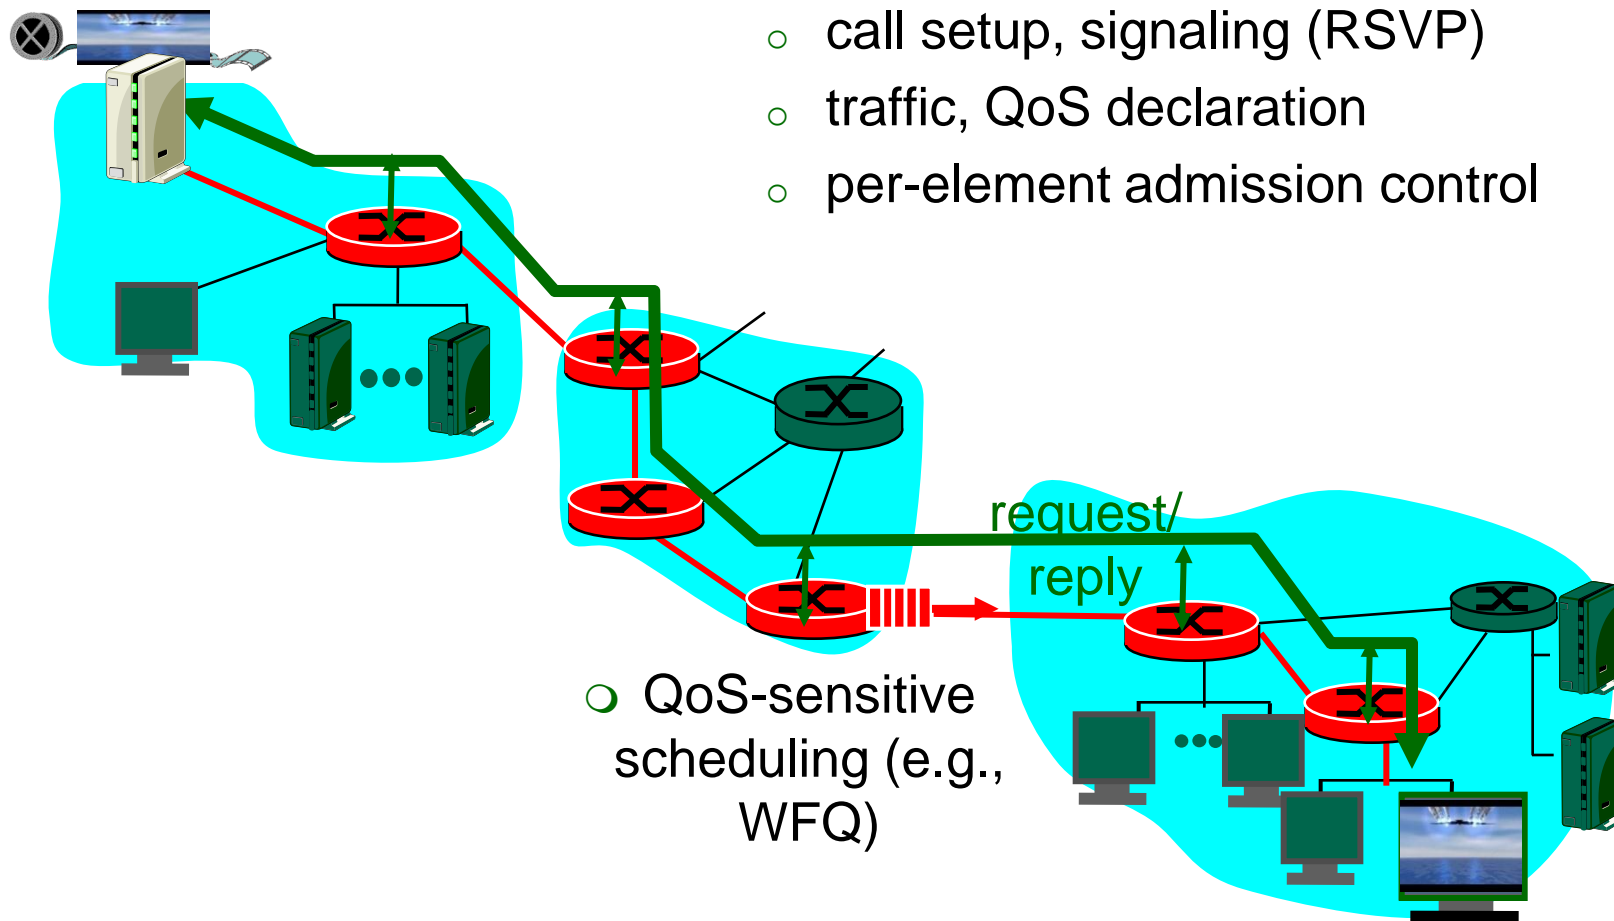 call setup, signaling (RSVP)
traffic, QoS declaration
per-element admission control
request/
reply
QoS-sensitive
scheduling (e.g.,
WFQ)